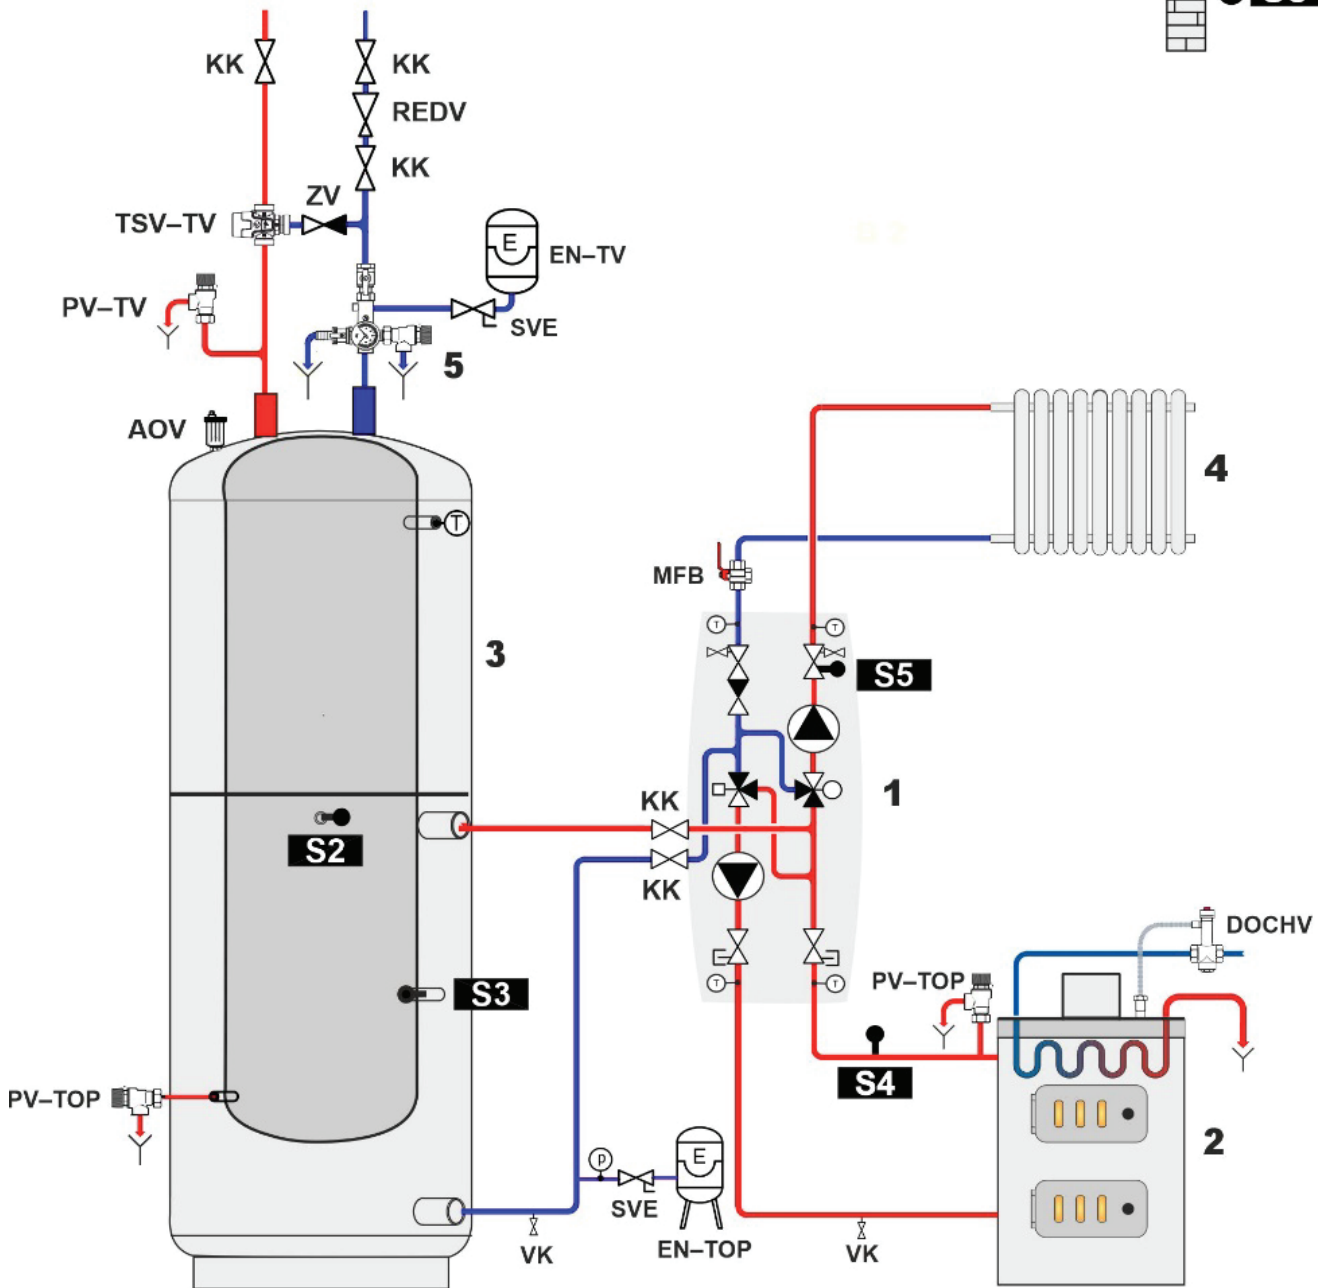 KK
KK
REDV
KK
ZV
TSV–TV
E
EN–TV
PV–TV
SVE
5
AOV
4
T
MFB
T
T
3
S5
1
KK
S2
KK
DOCHV
S3
T
T
PV–TOP
S4
PV–TOP
2
p
E
SVE
VK
EN–TOP
VK